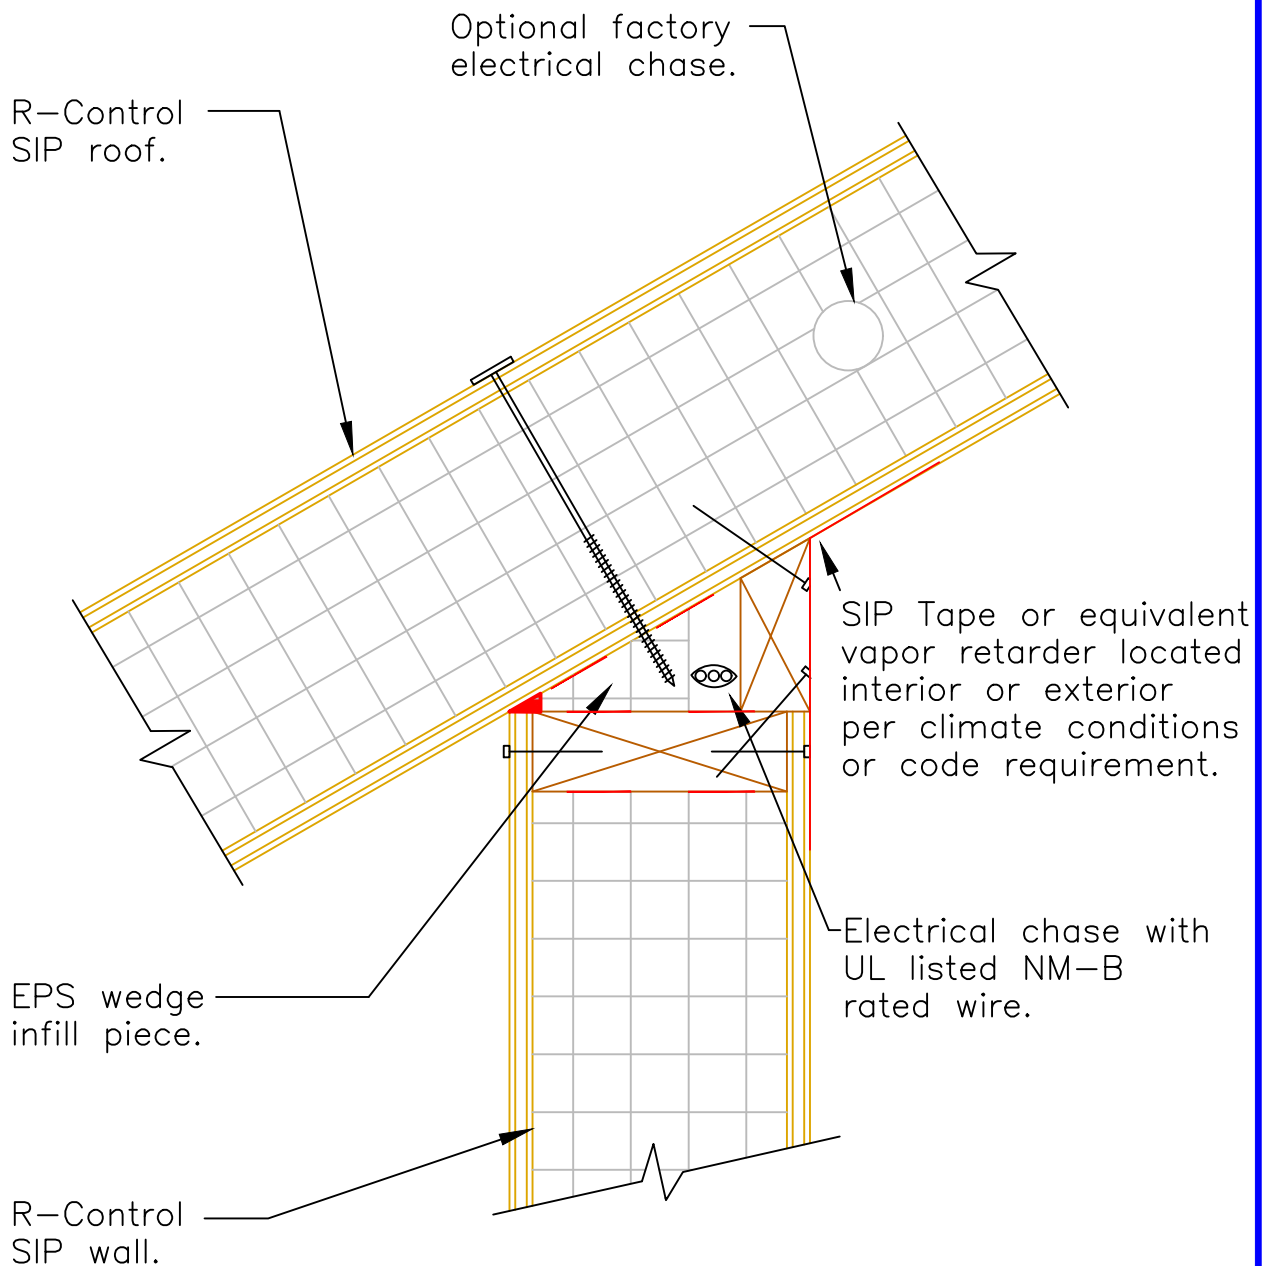 Optional factory
electrical chase.
R-Control
SIP roof.
SIP Tape or equivalent
vapor retarder located
interior or exterior
per climate conditions
or code requirement.
Electrical chase with
UL listed NM-B
rated wire.
EPS wedge
infill piece.
R-Control
SIP wall.